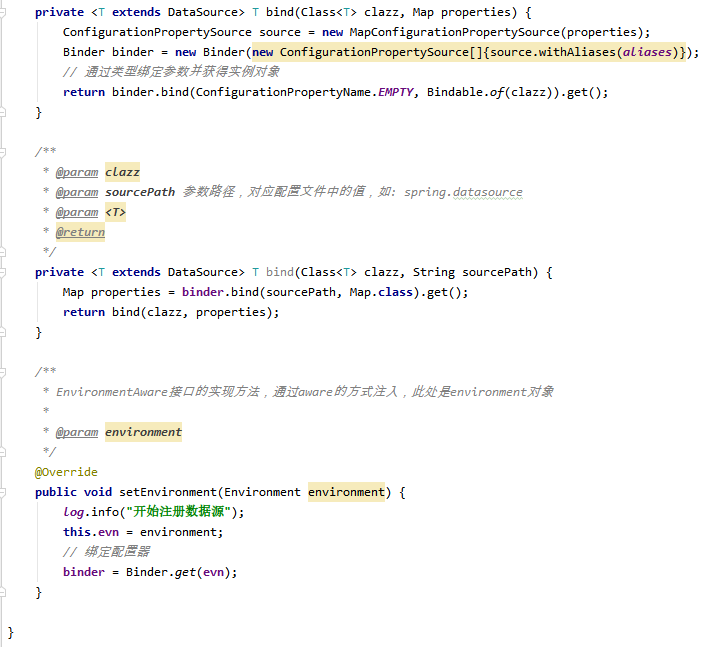 private <T extends DataSource> T bind(Class<T> clazz, Map properties) {
ConfigurationPropertySource source = new MapConfigurationPropertySource(properties);
Binder binder = new Binder(new ConfigurationPropertySource[]{source.withAliases(aliases)});
// 通过类型绑定参数并获得实例对象
return binder.bind(ConfigurationPropertyName.EMPTY, Bindable.of(clazz)).get();
}
/**
* @param clazz
* @param sourcePath 参数路径，对应配置文件中的值，如: spring.datasource
* @param <T>
* @return
*/
private <T extends DataSource> T bind(Class<T> clazz, String sourcePath) {
Map properties = binder.bind(sourcePath, Map.class).get();
return bind(clazz, properties);
}
/**
* EnvironmentAware接口的实现方法，通过aware的方式注入，此处是environment对象
*
* @param environment
*/
@Override
public void setEnvironment(Environment environment) {
log.info("开始注册数据源");
this.evn = environment;
// 绑定配置器
binder = Binder.get(evn);
}
}